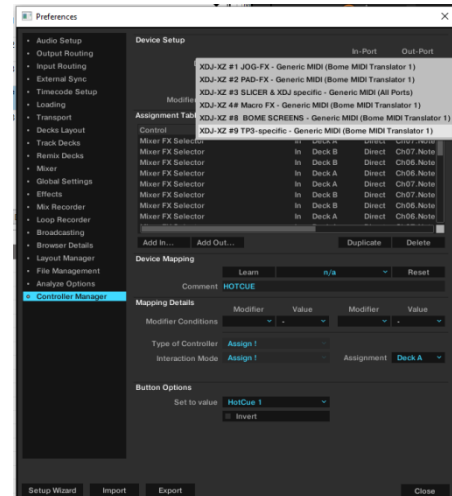 Preferences
Audio Setup
Output Routing
Input Routing
External Sync
Timecode Setup
Loading
Transport
Decks Layout
Track Decks
Remix Decks
Mixer
Global Settings
Effects
Mix Recorder
Loop Recorder
Broadcasting
Browser Details
Layout Manager
File Management
Analyze Options
Controller Manager
Device Setup
In-Port Out-Port
XDJ-XZ #1 JOG-FX - Generic MIDI (Bome MIDI Translator 1)
XDJ-XZ #2 PAD-FX - Generic MIDI (Bome MIDI Translator 1)
XDJ-XZ #3 SLICER & XDJ specific - Generic MIDI (All Ports)
XDJ-XZ 4# Macro FX - Generic MIDI (Bome MIDI Translator 1)
XDJ-XZ #8 BOME SCREENS - Generic MIDI (Bome MIDI Translator 1)
XDJ-XZ #9 TP3-specific - Generic MIDI (Bome MIDI Translator 1)
Modifie
Assignment Tabl
Control
Mixer FX Selector In Deck A Direct Ch07.Note
Mixer FX Selector In Deck B Direct Ch07.Note
Mixer FX Selector In Deck B Direct Ch06.Note
Mixer FX Selector In Deck A Direct Ch07.Note
Mixer FX Selector In Deck B Direct Ch07.Note
Mixer FX Selector In Deck A Direct Ch06.Note
Mixer FX Selector In Deck B Direct Ch06.Note
Mixer FX Selector In Deck A Direct Ch06.Note
Add In... Add Out... Duplicate Delete
Device Mapping
Learn n/a Reset
Comment HOTCUE
Mapping Details
Modifier Value Modifier Value
Modifier Conditions - -
Type of Controller Assign !
Interaction Mode Assign ! Assignment Deck A
Button Options
Set to value HotCue 1
Invert
Setup Wizard Import Export Close